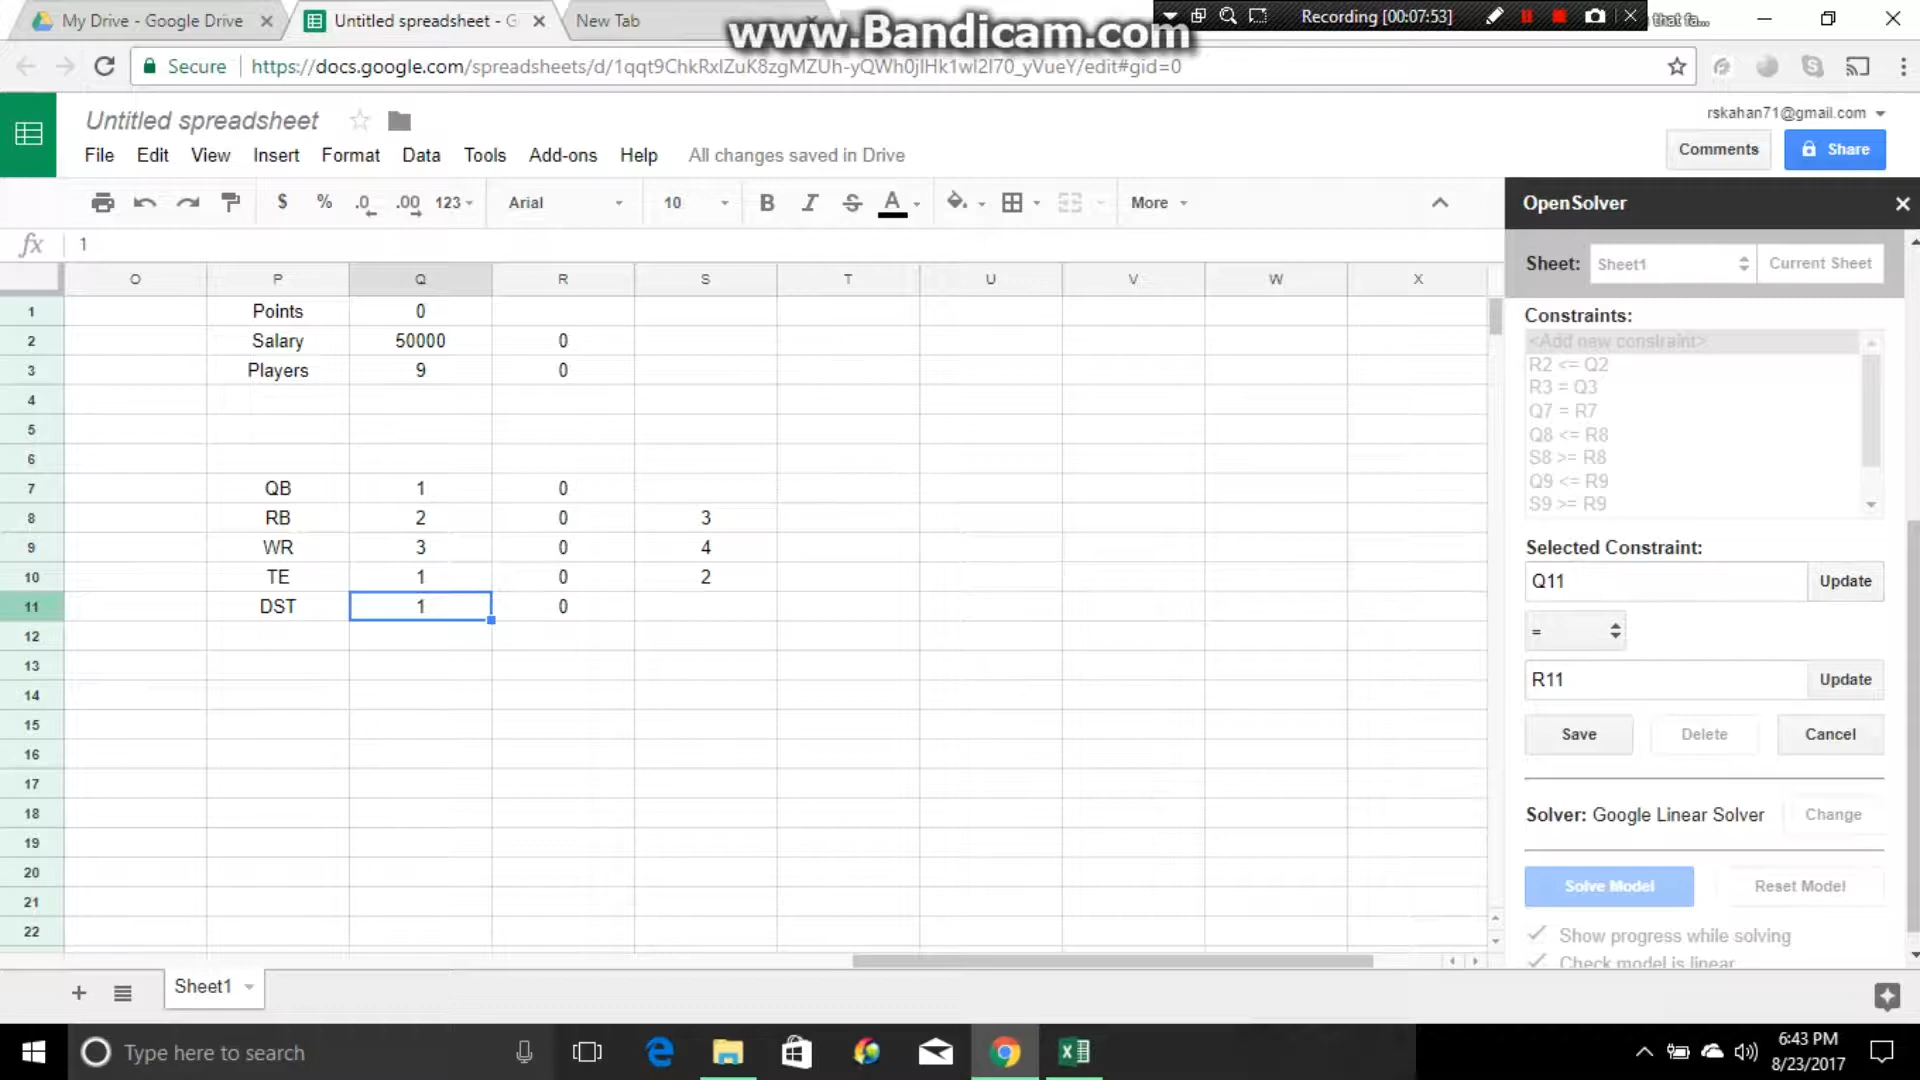 My Drive - Google Drive
Untitled spreadsheet - G
New Tab
www.Bandicam.com
Recording [00:07:53]
that fa...
Secure
https://docs.google.com/spreadsheets/d/1qqt9ChkRxIZuK8zgMZUh-yQWh0jIHk1wl2I70_yVueY/edit#gid=0
Untitled spreadsheet
rskahan71@gmail.com
File Edit View Insert Format Data Tools Add-ons Help All changes saved in Drive
Comments
Share
$ % .0 .00 123 Arial 10 B I S A More
OpenSolver
fx 1
O P Q R S T U V W X
1 Points 0
2 Salary 50000 0
3 Players 9 0
4
5
6
7 QB 1 0
8 RB 2 0 3
9 WR 3 0 4
10 TE 1 0 2
11 DST 1 0
12
13
14
15
16
17
18
19
20
21
22
Sheet: Sheet1 Current Sheet
Constraints:
<Add new constraint>
R2 <= Q2
R3 = Q3
Q7 = R7
Q8 <= R8
S8 >= R8
Q9 <= R9
S9 >= R9
Selected Constraint:
Q11 Update
=
R11 Update
Save Delete Cancel
Solver: Google Linear Solver Change
Solve Model Reset Model
Show progress while solving
Check model is linear
Sheet1
Type here to search
6:43 PM
8/23/2017